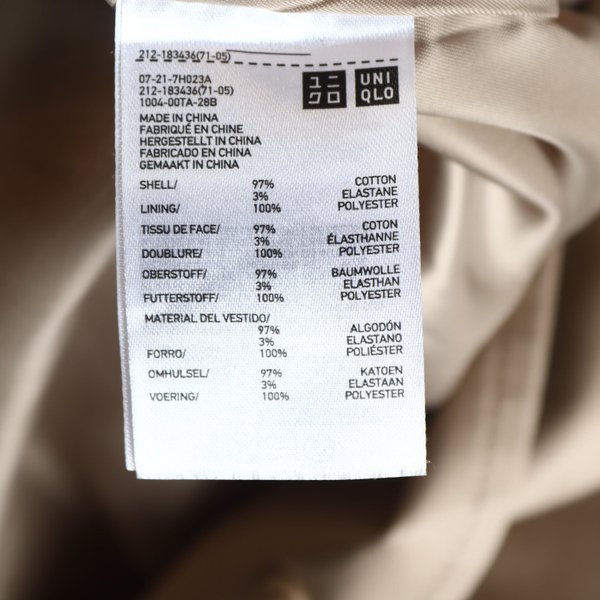 212-183436(71-05)
ユニ UNI
クロ QLO
07-21-7H023A
212-183436(71-05)
1004-00TA-28B
MADE IN CHINA
FABRIQUÉ EN CHINE
HERGESTELLT IN CHINA
FABRICADO EN CHINA
GEMAAKT IN CHINA
SHELL/ 97% COTTON
3% ELASTANE
LINING/ 100% POLYESTER
TISSU DE FACE/ 97% COTON
3% ÉLASTHANNE
DOUBLURE/ 100% POLYESTER
OBERSTOFF/ 97% BAUMWOLLE
3% ELASTHAN
FUTTERSTOFF/ 100% POLYESTER
MATERIAL DEL VESTIDO/
97% ALGODÓN
3% ELASTANO
FORRO/ 100% POLIÉSTER
OMHULSEL/ 97% KATOEN
3% ELASTAAN
VOERING/ 100% POLYESTER